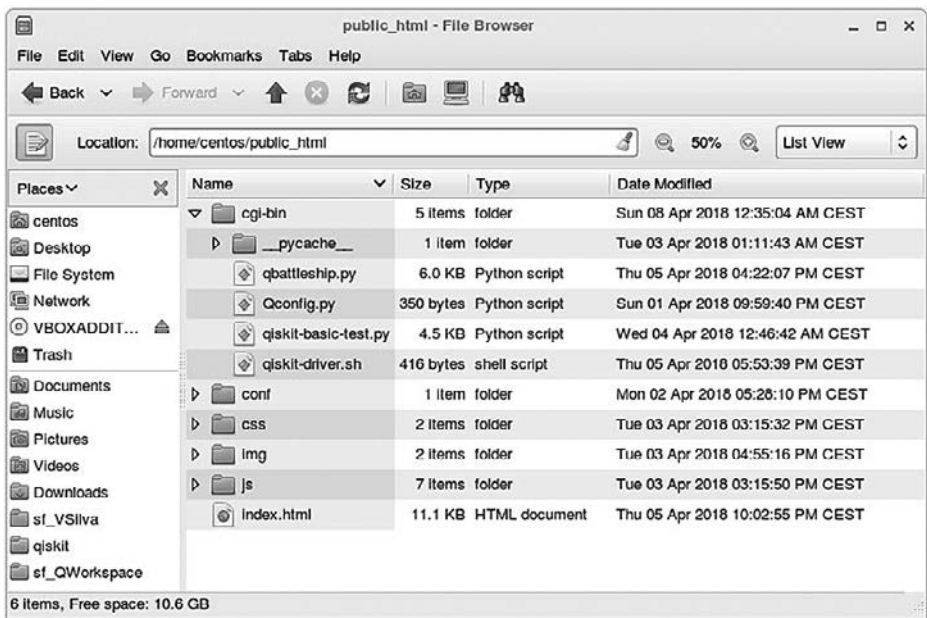 public_html - File Browser
File Edit View Go Bookmarks Tabs Help
Back Forward
Location: /home/centos/public_html 50% List View
Places Name Size Type Date Modified
centos
Desktop
File System
Network
VBOXADDIT...
Trash
Documents
Music
Pictures
Videos
Downloads
sf_VSilva
qiskit
sf_QWorkspace
cgi-bin 5 items folder Sun 08 Apr 2018 12:35:04 AM CEST
__pycache__ 1 item folder Tue 03 Apr 2018 01:11:43 AM CEST
qbattleship.py 6.0 KB Python script Thu 05 Apr 2018 04:22:07 PM CEST
Qconfig.py 350 bytes Python script Sun 01 Apr 2018 09:59:40 PM CEST
qiskit-basic-test.py 4.5 KB Python script Wed 04 Apr 2018 12:46:42 AM CEST
qiskit-driver.sh 416 bytes shell script Thu 05 Apr 2018 05:53:39 PM CEST
conf 1 item folder Mon 02 Apr 2018 05:28:10 PM CEST
css 2 items folder Tue 03 Apr 2018 03:15:32 PM CEST
img 2 items folder Tue 03 Apr 2018 04:55:16 PM CEST
js 7 items folder Tue 03 Apr 2018 03:15:50 PM CEST
index.html 11.1 KB HTML document Thu 05 Apr 2018 10:02:55 PM CEST
6 items, Free space: 10.6 GB